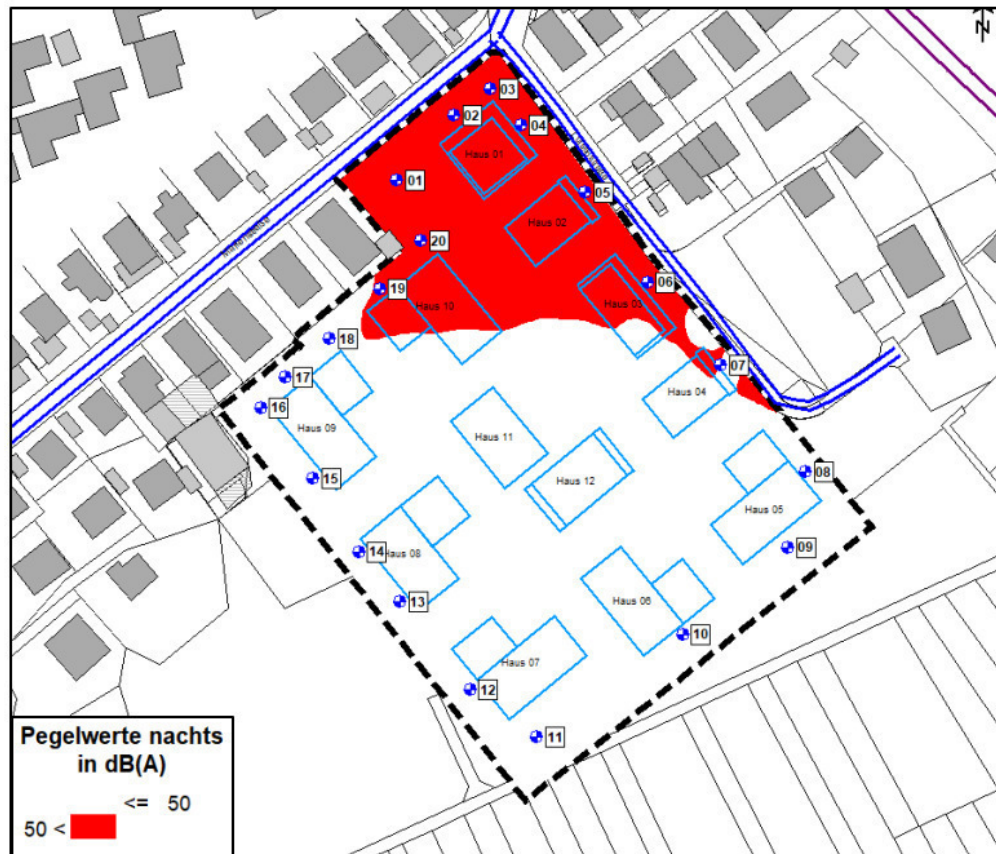 N
03
02
04
Haus 01
01
05
Haus 02
20
06
19
Haus 03
Haus 10
18
07
17
Haus 04
16
Haus 09
Haus 11
15
08
Haus 12
Haus 05
14
Haus 08
09
13
Haus 06
10
Haus 07
12
11
Pegelwerte nachts
in dB(A)
<= 50
50 <